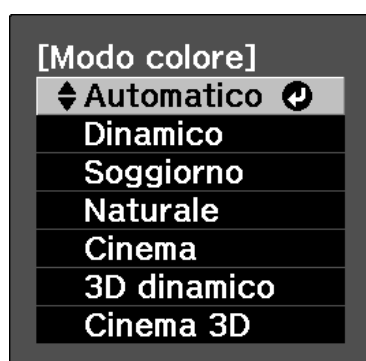 [Modo colore]
Automatico
Dinamico
Soggiorno
Naturale
Cinema
3D dinamico
Cinema 3D